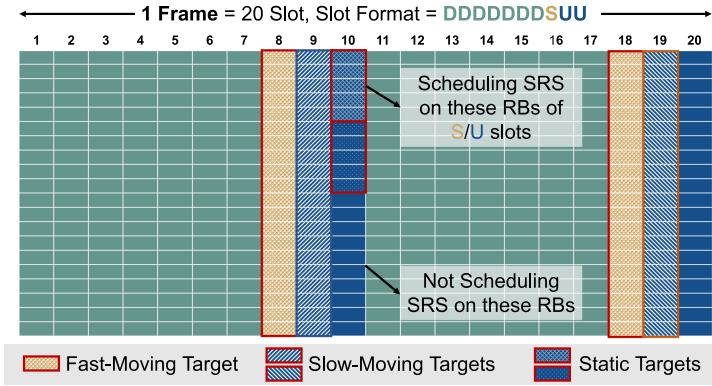 1 Frame = 20 Slot, Slot Format = DDDDDDDSUU
1 2 3 4 5 6 7 8 9 10 11 12 13 14 15 16 17 18 19 20
Scheduling SRS
on these RBs of
S/U slots
Not Scheduling
SRS on these RBs
Fast-Moving Target Slow-Moving Targets Static Targets